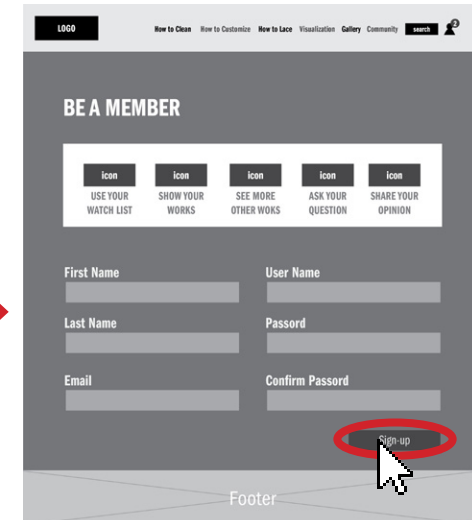 LOGO How to Clean How to Customize How to Lace Visualization Gallery Community search 2
BE A MEMBER
icon icon icon icon icon
USE YOUR SHOW YOUR SEE MORE ASK YOUR SHARE YOUR
WATCH LIST WORKS OTHER WOKS QUESTION OPINION
First Name User Name
Last Name Passord
Email Confirm Passord
Sign-up
Footer